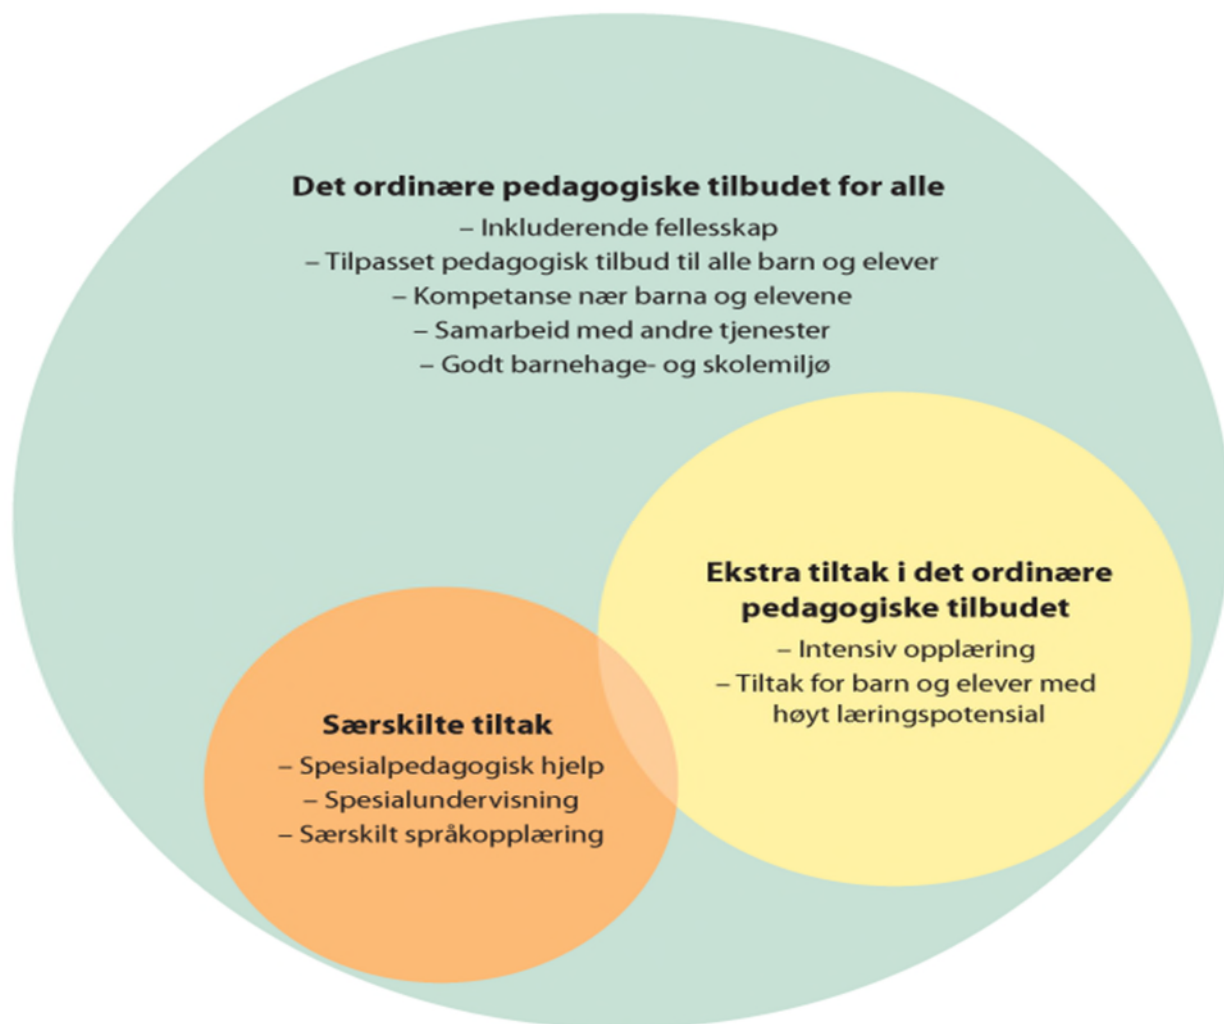 Det ordinære pedagogiske tilbudet for alle
– Inkluderende fellesskap
– Tilpasset pedagogisk tilbud til alle barn og elever
– Kompetanse nær barna og elevene
– Samarbeid med andre tjenester
– Godt barnehage- og skolemiljø
Ekstra tiltak i det ordinære
pedagogiske tilbudet
– Intensiv opplæring
– Tiltak for barn og elever med
høyt læringspotensial
Særskilte tiltak
– Spesialpedagogisk hjelp
– Spesialundervisning
– Særskilt språkopplæring